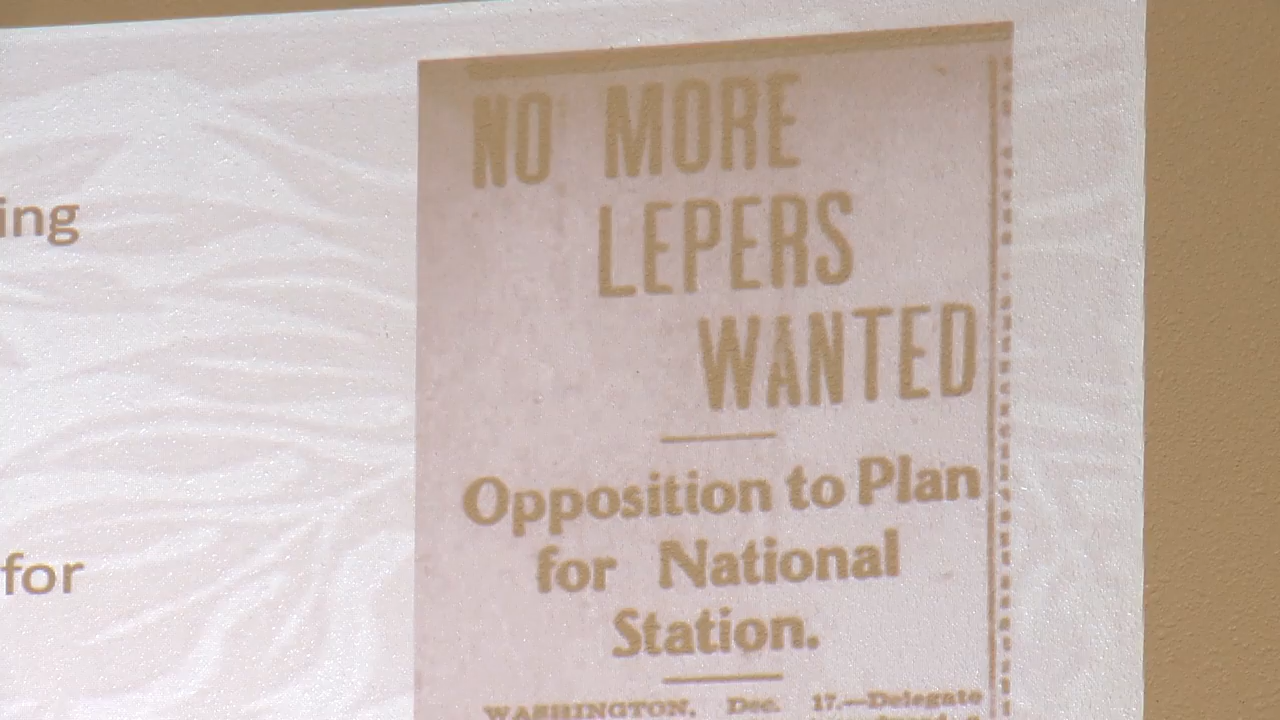 ing
for
NO MORE
LEPERS
WANTED
Opposition to Plan
for National
Station.
WASHINGTON, Dec. 17.—Delegate